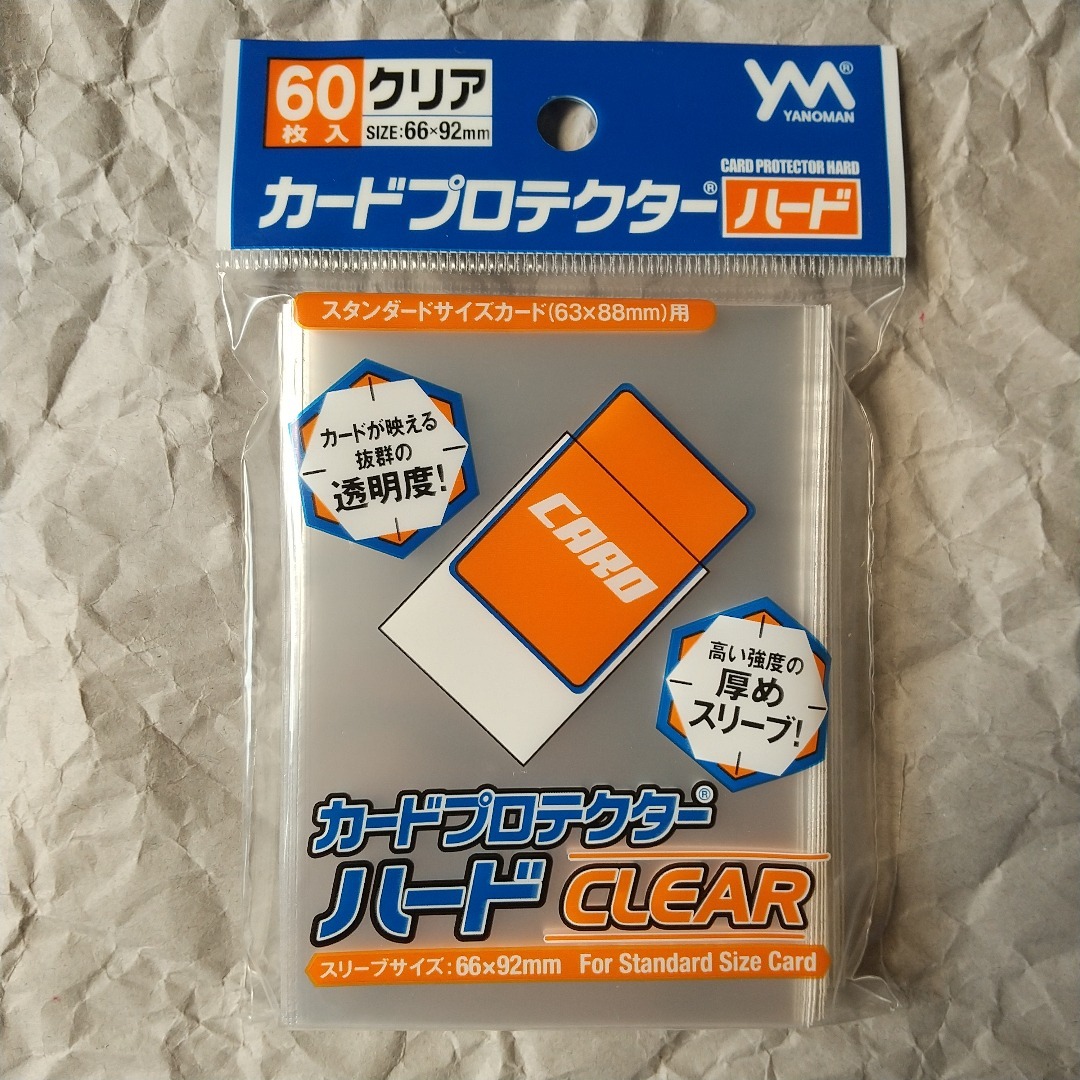 60
枚入
クリア
SIZE:66×92mm
YM®
YANOMAN
CARD PROTECTOR HARD
カードプロテクター®
ハード
スタンダードサイズカード(63×88mm)用
カードが映える
抜群の
透明度!
CARD
高い強度の
厚め
スリーブ!
カードプロテクター®
ハード CLEAR
スリーブサイズ:66×92mm For Standard Size Card